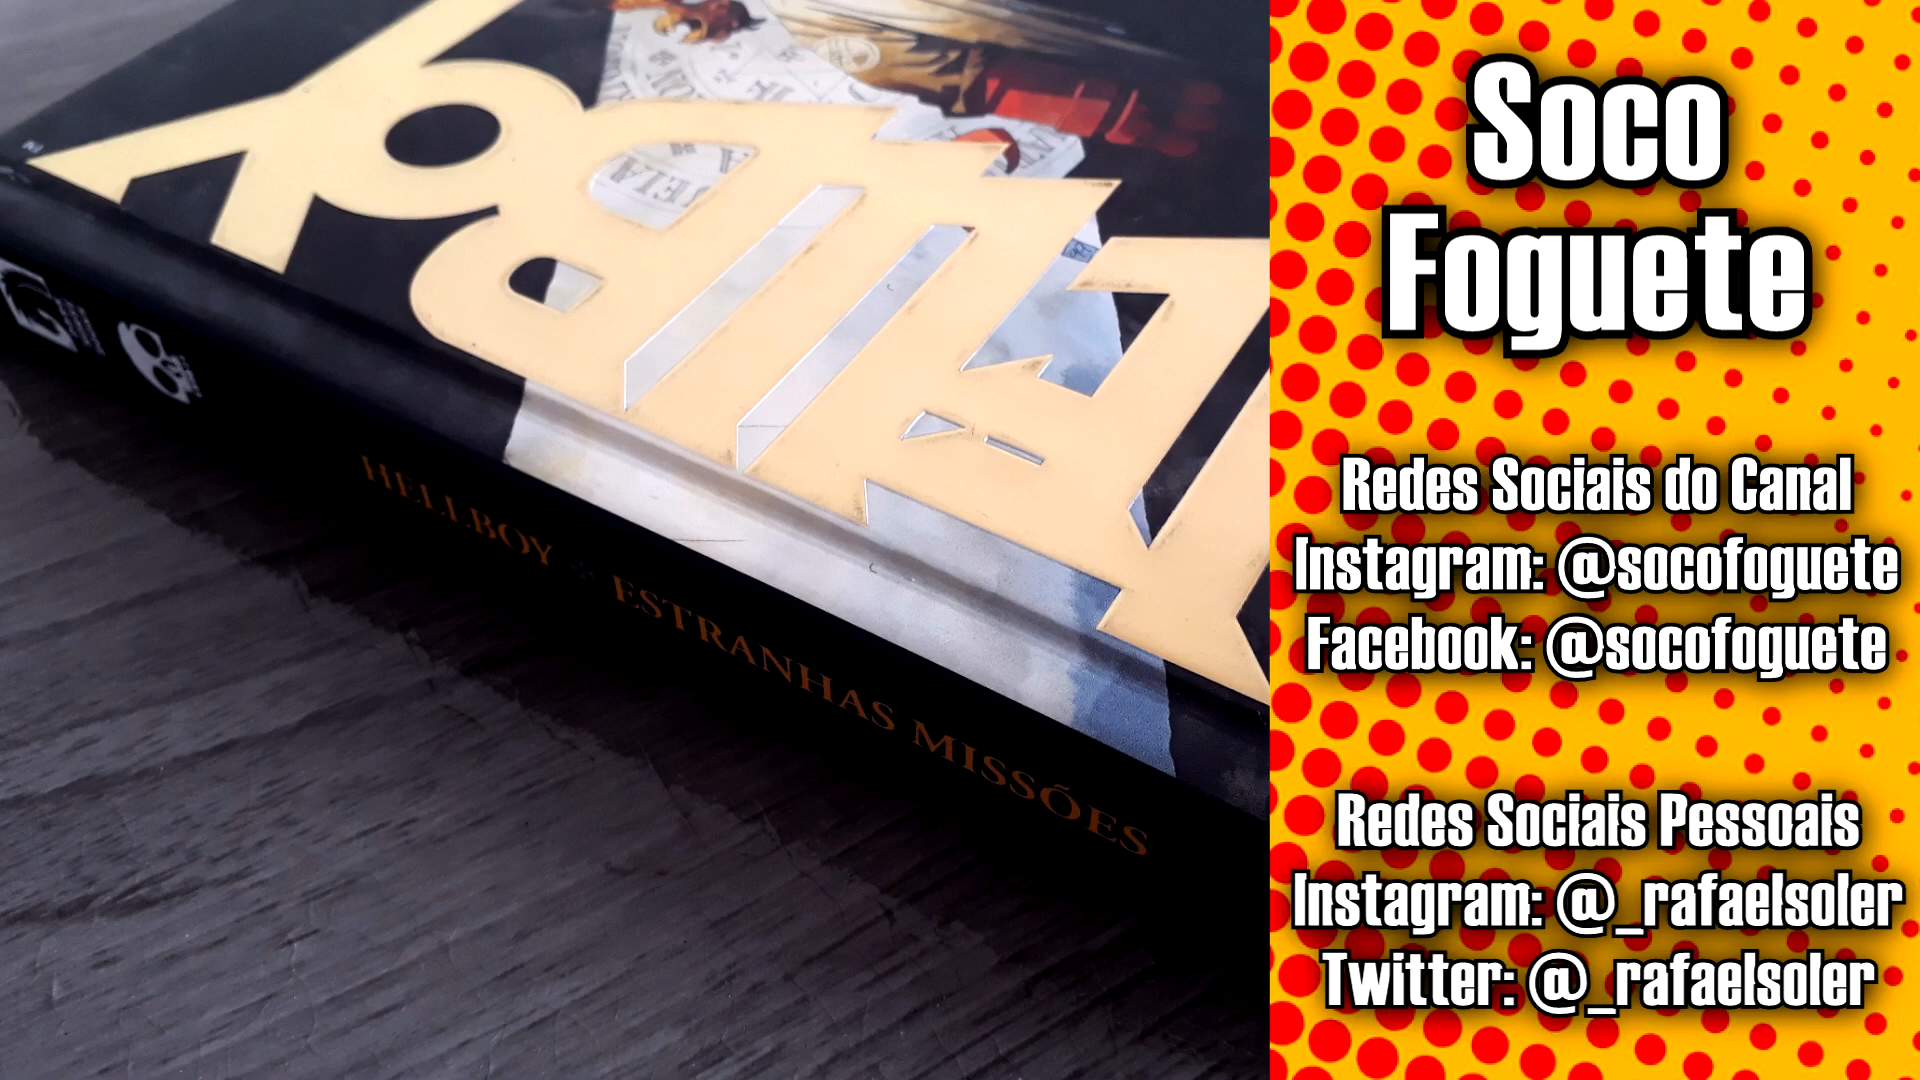 HELLBOY
HELLBOY ESTRANHAS MISSÕES
Soco
Foguete
Redes Sociais do Canal
Instagram: @socofoguete
Facebook: @socofoguete
Redes Sociais Pessoais
Instagram: @_rafaelsoler
Twitter: @_rafaelsoler